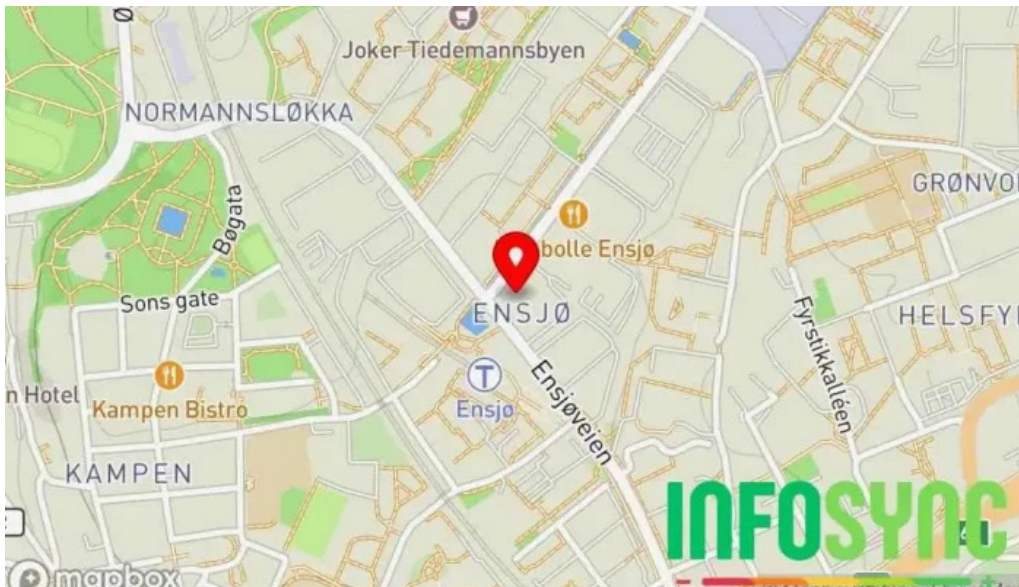 Ø
Joker Tiedemannsbyen
NORMANNSLØKKA
GRØNVO
Bøgata
bolle Ensjø
Sons gate
ENSJØ
HELSFY
Fyrstikkalléen
n Hotel
Kampen Bistro
T
Ensjø
Ensjøveien
KAMPEN
INFOSYNC
mapbox